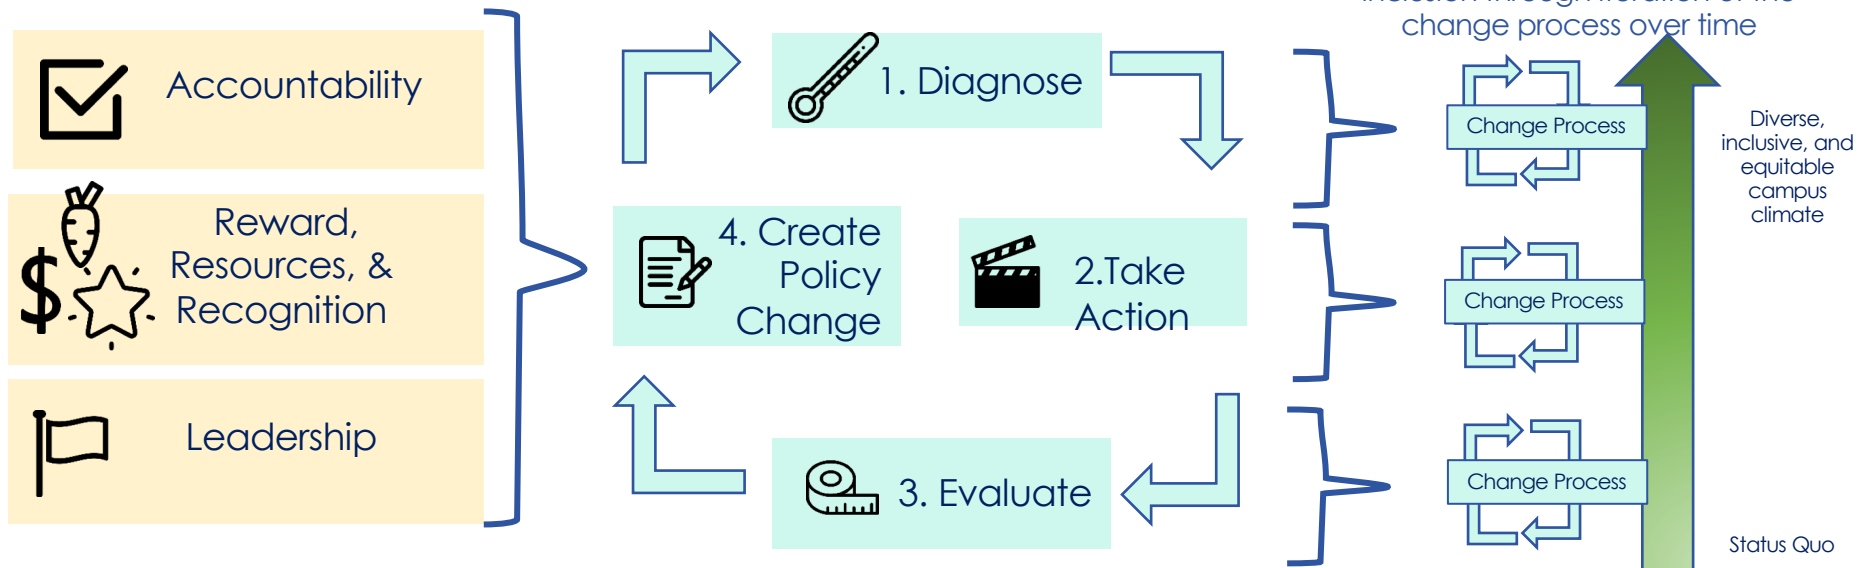 Accountability
Reward,
Resources, &
Recognition
$
Leadership
1. Diagnose
2.Take
Action
3. Evaluate
4. Create
Policy
Change
change process over time
Change Process
Change Process
Change Process
Diverse,
inclusive, and
equitable
campus
climate
Status Quo